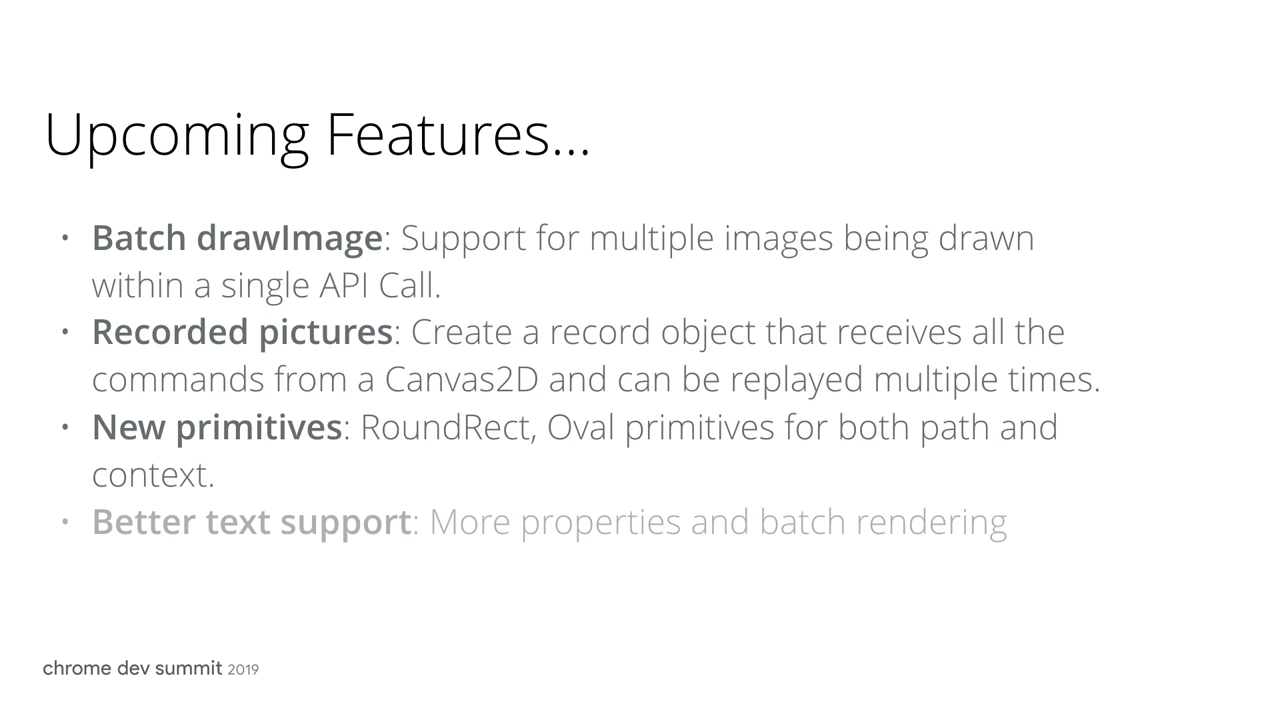 Upcoming Features...
• Batch drawImage: Support for multiple images being drawn
within a single API Call.
• Recorded pictures: Create a record object that receives all the
commands from a Canvas2D and can be replayed multiple times.
• New primitives: RoundRect, Oval primitives for both path and
context.
• Better text support: More properties and batch rendering
chrome dev summit 2019